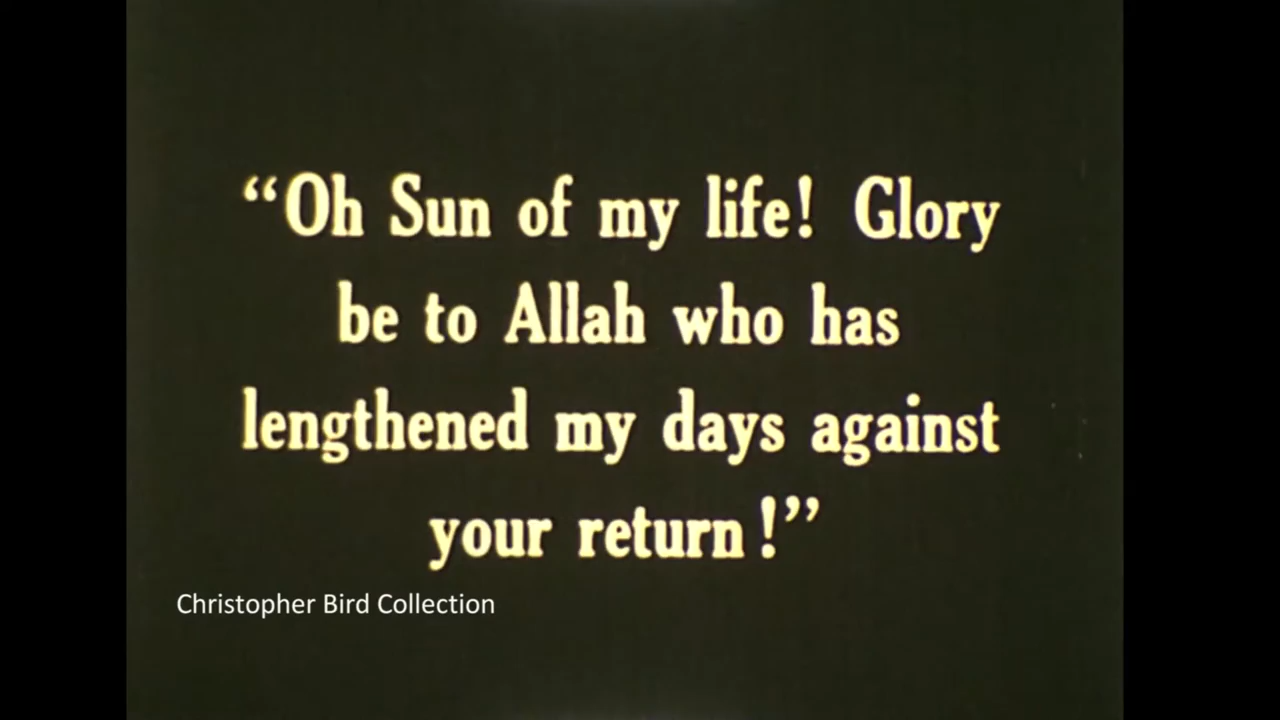 “Oh Sun of my life! Glory
be to Allah who has
lengthened my days against
your return!”
Christopher Bird Collection